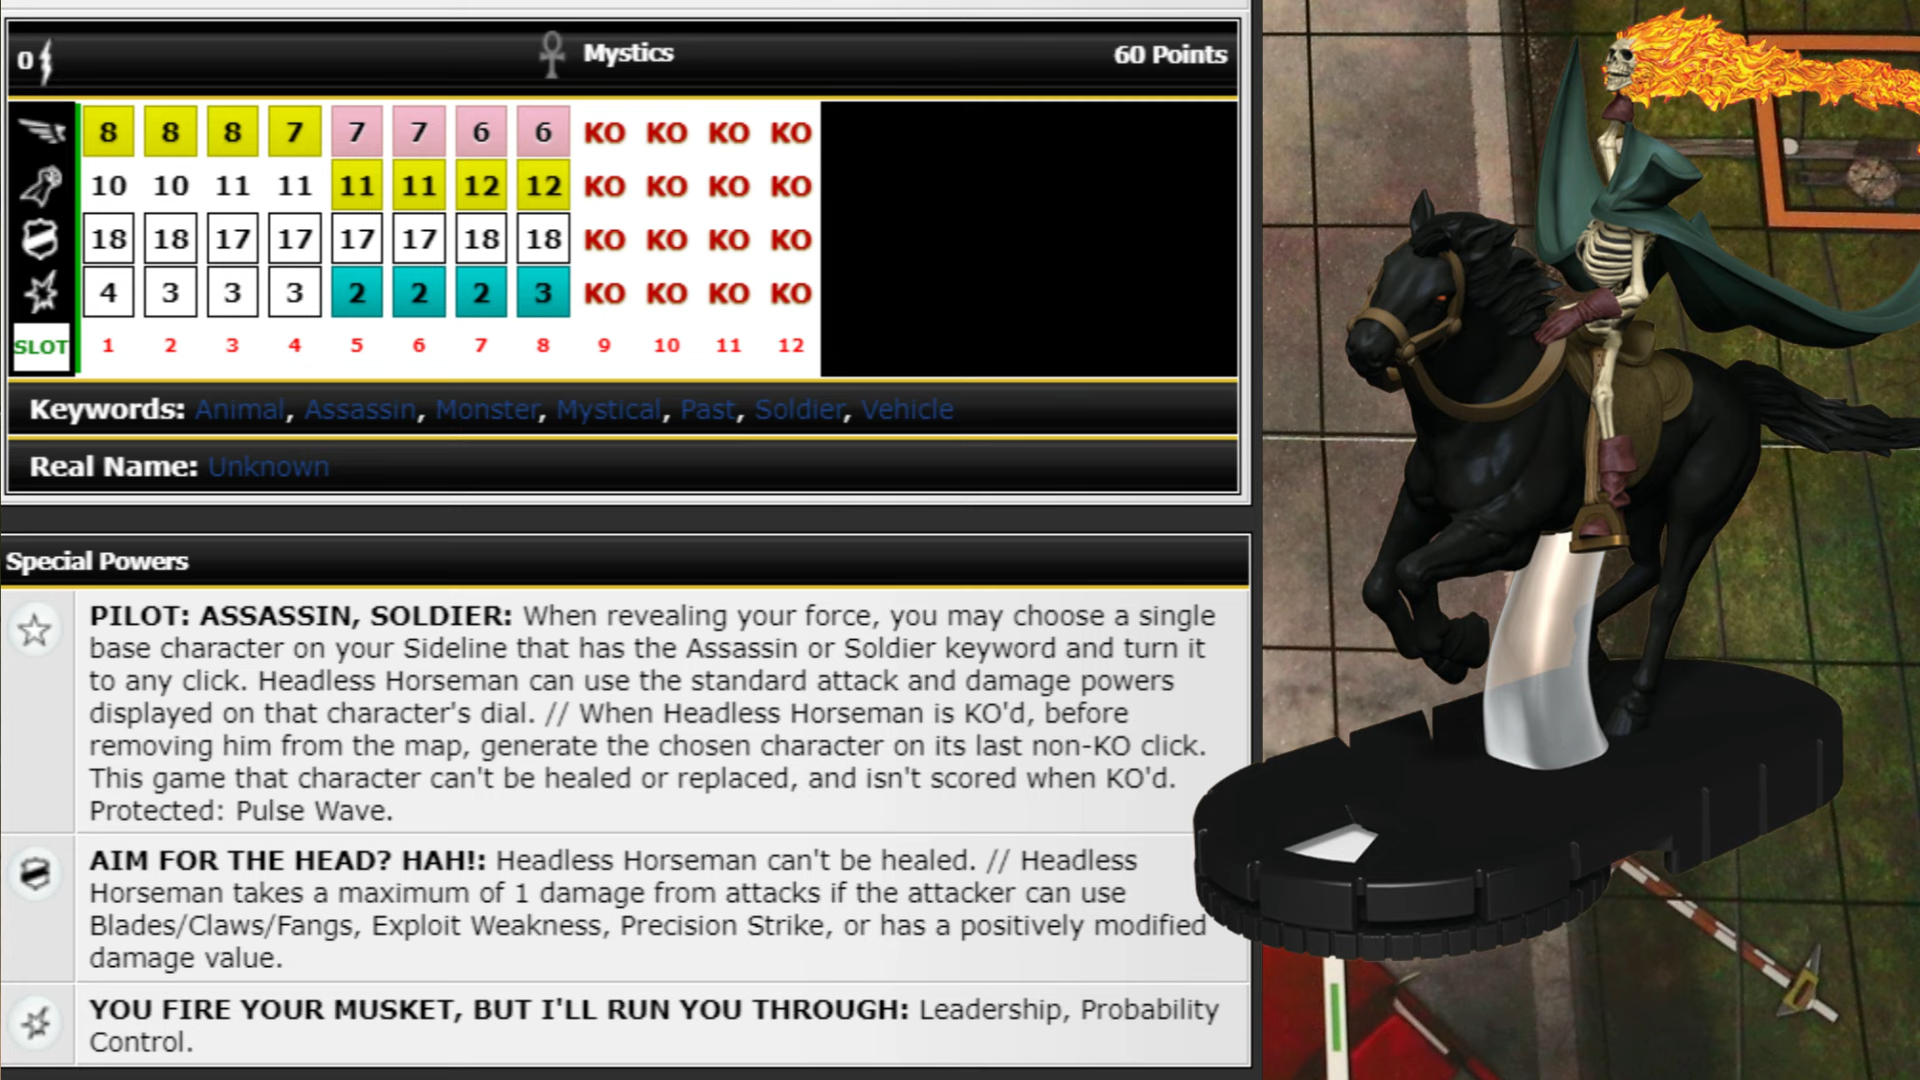 0 Mystics 60 Points
8 8 8 7 7 7 6 6 KO KO KO KO
10 10 11 11 11 11 12 12 KO KO KO KO
18 18 17 17 17 17 18 18 KO KO KO KO
4 3 3 3 2 2 2 3 KO KO KO KO
SLOT 1 2 3 4 5 6 7 8 9 10 11 12
Keywords: Animal, Assassin, Monster, Mystical, Past, Soldier, Vehicle
Real Name: Unknown
Special Powers
PILOT: ASSASSIN, SOLDIER: When revealing your force, you may choose a single
base character on your Sideline that has the Assassin or Soldier keyword and turn it
to any click. Headless Horseman can use the standard attack and damage powers
displayed on that character's dial. // When Headless Horseman is KO'd, before
removing him from the map, generate the chosen character on its last non-KO click.
This game that character can't be healed or replaced, and isn't scored when KO'd.
Protected: Pulse Wave.
AIM FOR THE HEAD? HAH!: Headless Horseman can't be healed. // Headless
Horseman takes a maximum of 1 damage from attacks if the attacker can use
Blades/Claws/Fangs, Exploit Weakness, Precision Strike, or has a positively modified
damage value.
YOU FIRE YOUR MUSKET, BUT I'LL RUN YOU THROUGH: Leadership, Probability
Control.